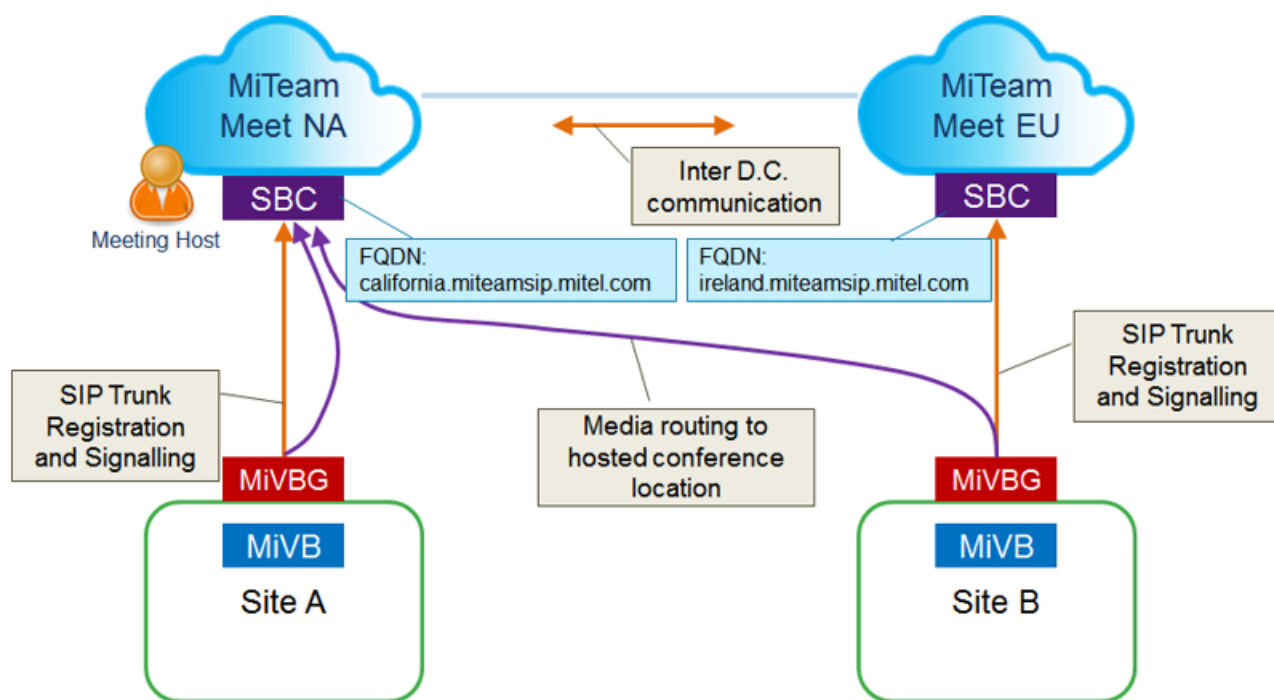 MiTeam
Meet NA
MiTeam
Meet EU
SBC
Inter D.C.
communication
SBC
Meeting Host
FQDN:
california.miteamsip.mitel.com
FQDN:
ireland.miteamsip.mitel.com
SIP Trunk
Registration
and Signalling
Media routing to
hosted conference
location
SIP Trunk
Registration
and Signalling
MiVBG
MiVBG
MiVB
MiVB
Site A
Site B